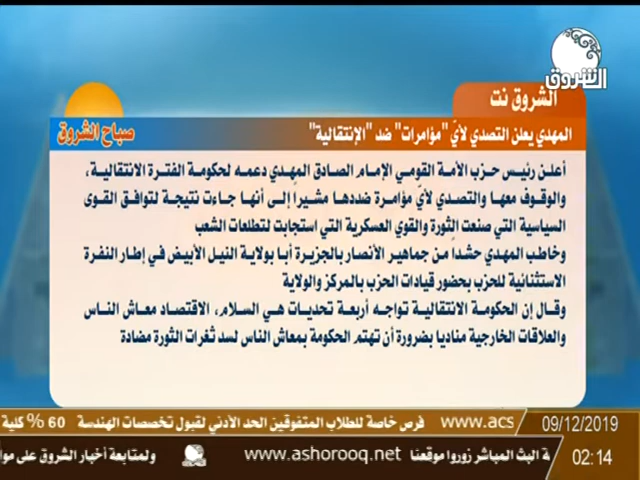 الشروق
الشروق نت
صباح الشروق
المهدي يعلن التصدي لأيّ "مؤامرات" ضد "الإنتقالية"
أعلن رئيس حزب الأمة القومي الإمام الصادق المهدي دعمه لحكومة الفترة الانتقالية،
والوقوف معها والتصدي لأي مؤامرة ضدها مشيراً إلى أنها جاءت نتيجة لتوافق القوى
السياسية التي صنعت الثورة والقوي العسكرية التي استجابت لتطلعات الشعب
وخاطب المهدي حشداً من جماهير الأنصار بالجزيرة أبا بولاية النيل الأبيض في إطار النفرة
الاستثنائية للحزب بحضور قيادات الحزب بالمركز والولاية
وقال إن الحكومة الانتقالية تواجه أربعة تحديات هي السلام، الاقتصاد معاش الناس
والعلاقات الخارجية مناديا بضرورة أن تهتم الحكومة بمعاش الناس لسد ثغرات الثورة مضادة
09/12/2019
www.acs فرص خاصة للطلاب المتفوقين الحد الأدني لقبول تخصصات الهندسة 60 % كلية
02:14
ة البث المباشر زوروا موقعنا www.ashorooq.net ولمتابعة أخبار الشروق على موا